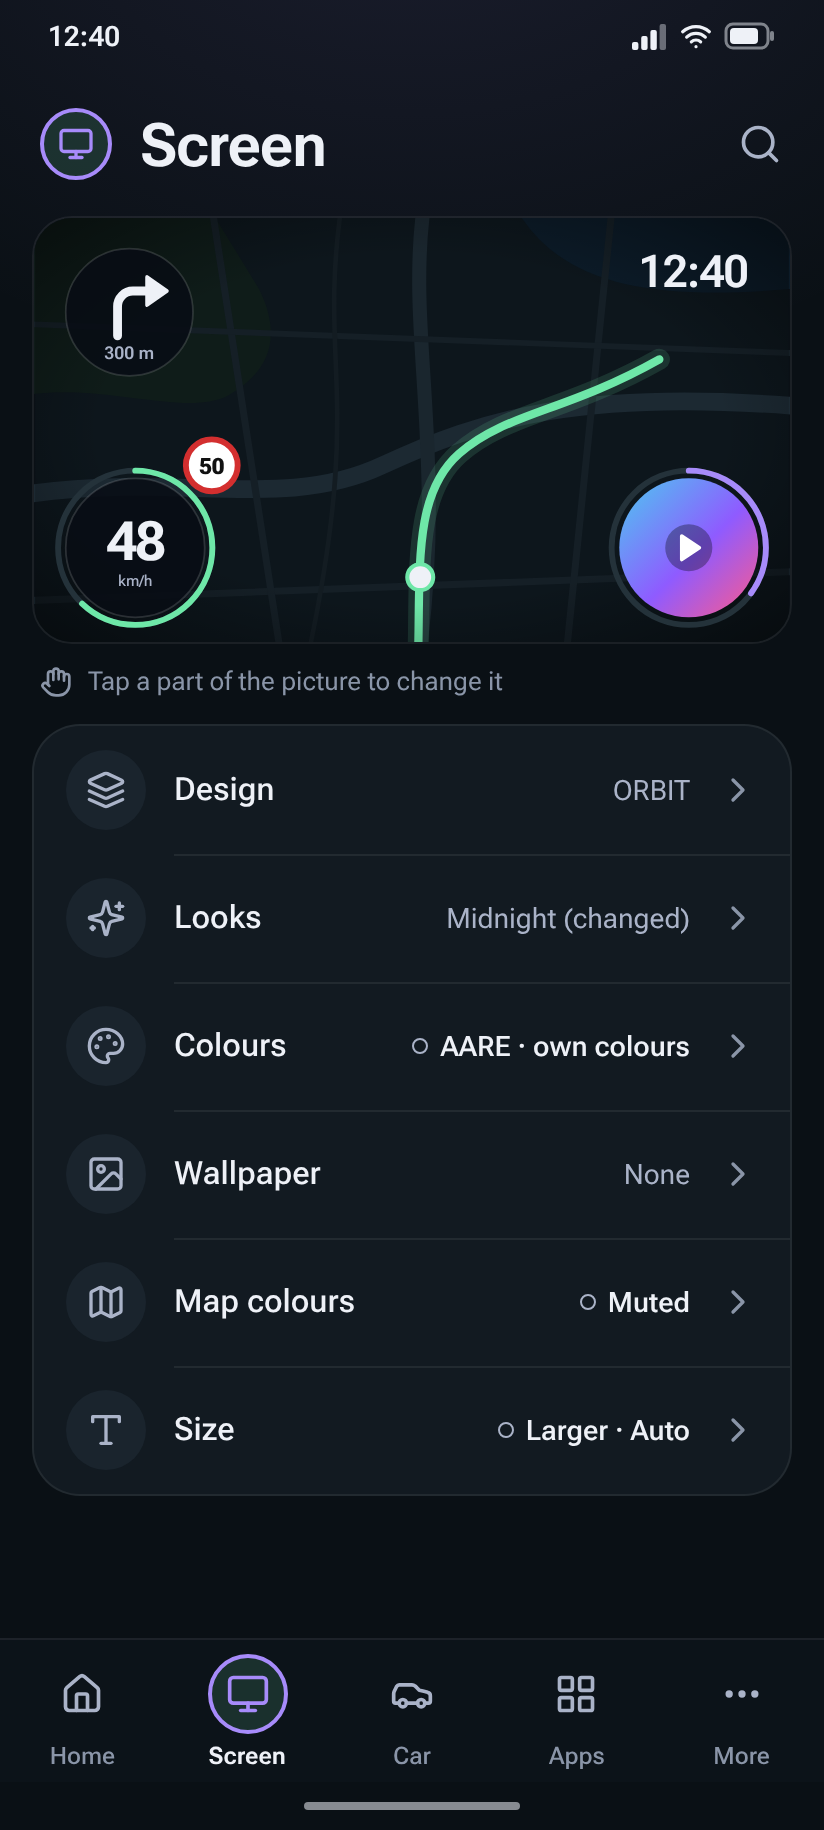 12:40
Screen
12:40
300 m
50
48
km/h
Tap a part of the picture to change it
Design ORBIT
Looks Midnight (changed)
Colours AARE · own colours
Wallpaper None
Map colours Muted
Size Larger · Auto
Home Screen Car Apps More